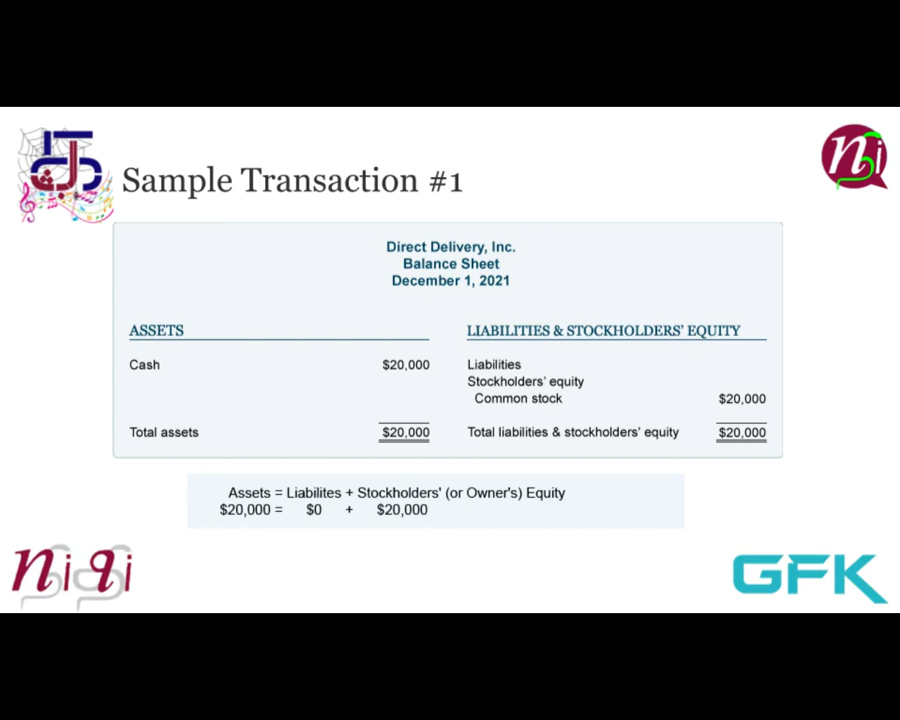 Sample Transaction #1
ni
Direct Delivery, Inc.
Balance Sheet
December 1, 2021
ASSETS
Cash $20,000
Total assets $20,000
LIABILITIES & STOCKHOLDERS' EQUITY
Liabilities
Stockholders' equity
Common stock $20,000
Total liabilities & stockholders' equity $20,000
Assets = Liabilites + Stockholders' (or Owner's) Equity
$20,000 = $0 + $20,000
niqi
GFK